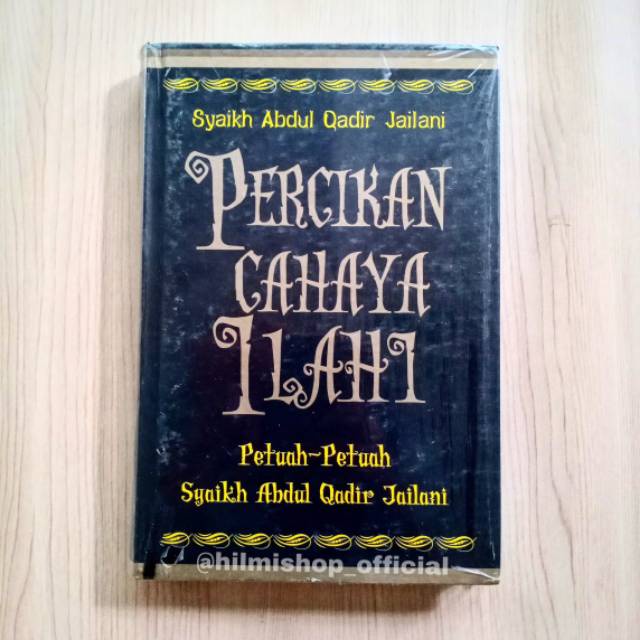 Syaikh Abdul Qadir Jailani
PERCIKAN
CAHAYA
ILAHI
Petuah-Petuah
Syaikh Abdul Qadir Jailani
@hilmishop_official